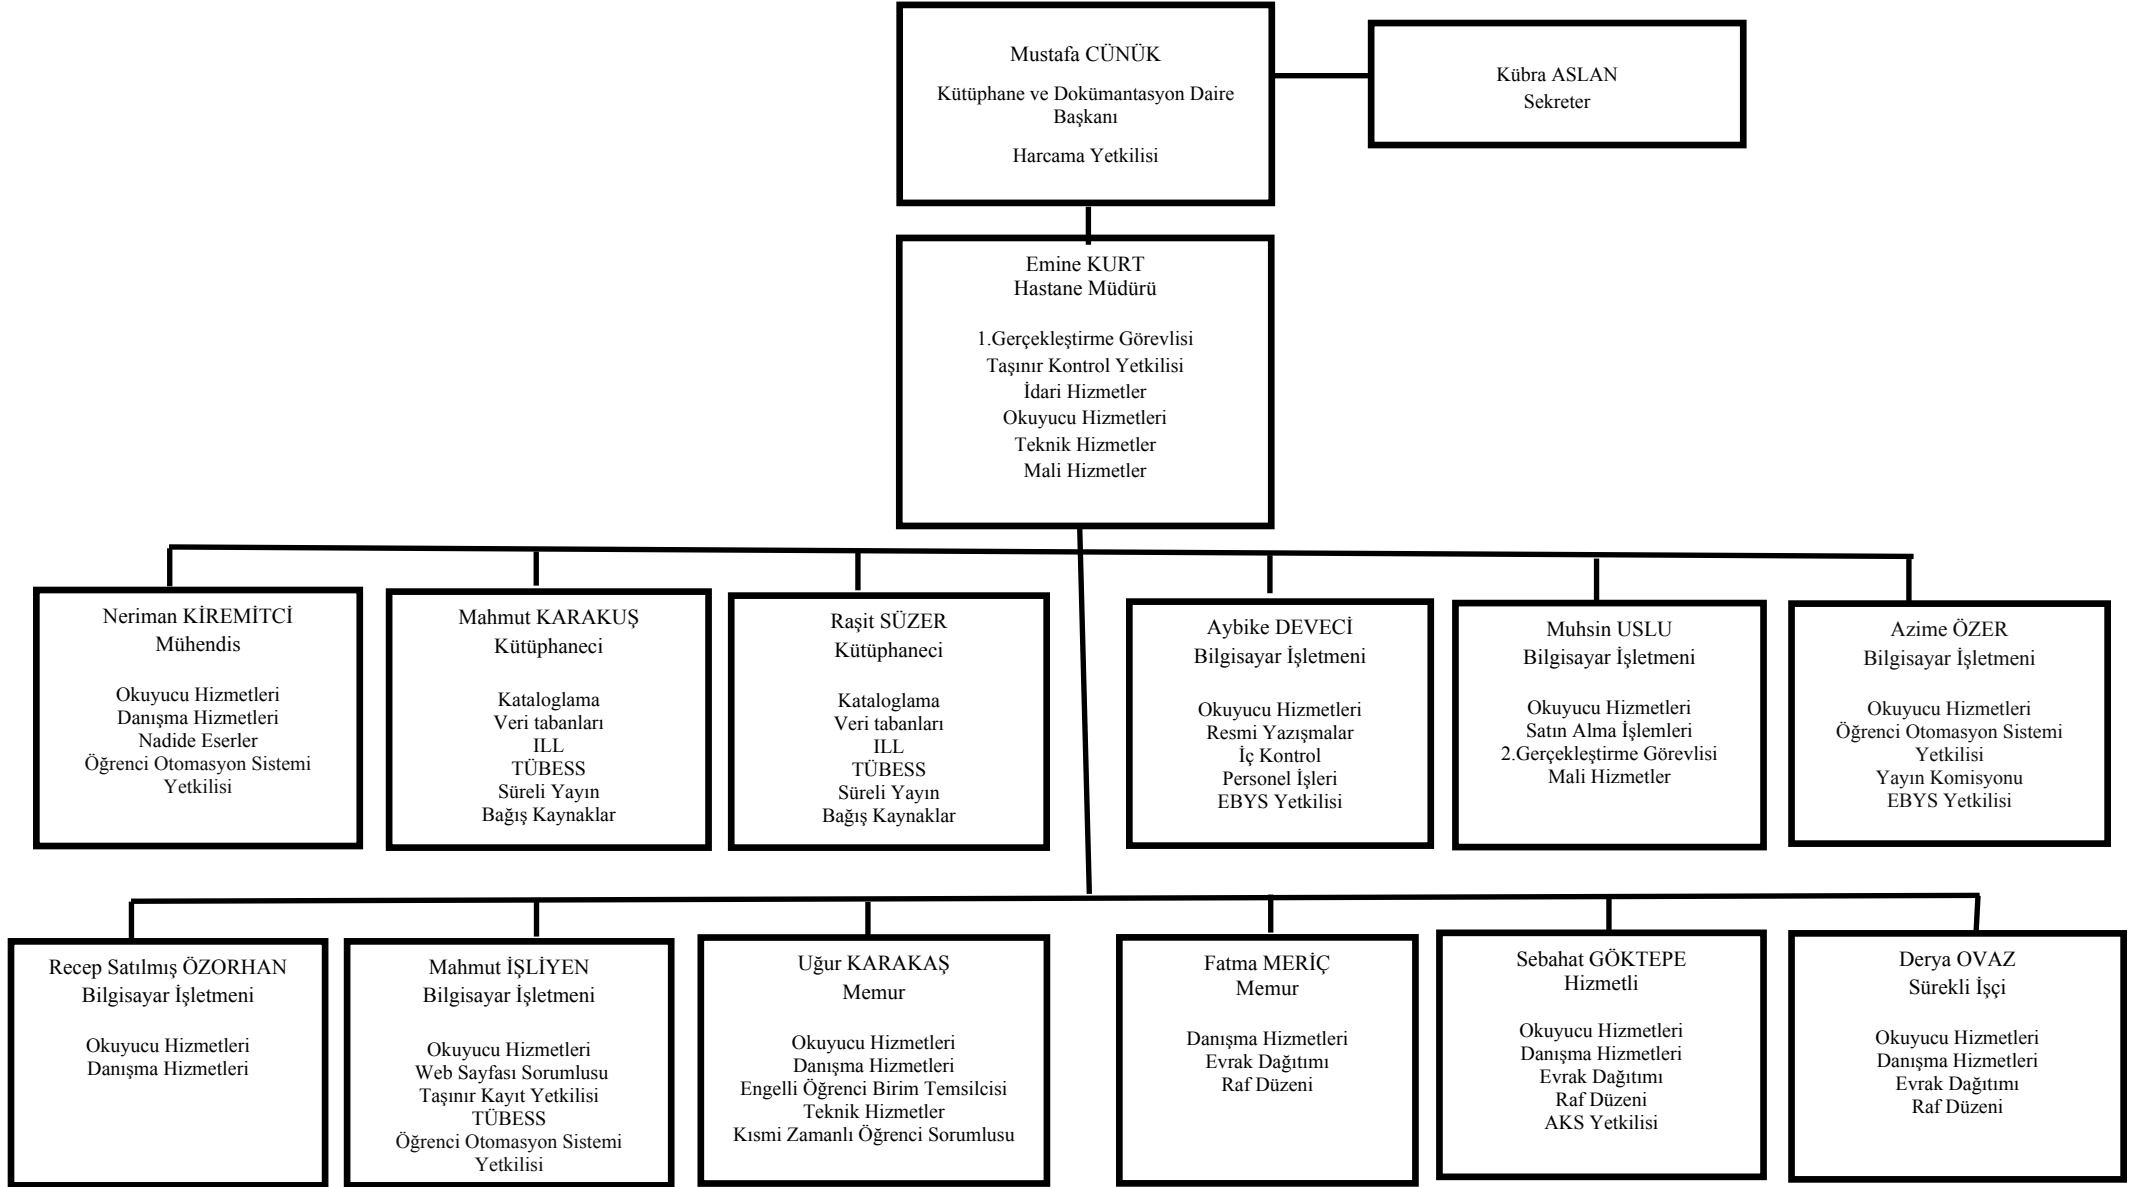 Mustafa CÜNÜK
Kütüphane ve Dokümantasyon Daire
Başkanı
Harcama Yetkilisi
Kübra ASLAN
Sekreter
Emine KURT
Hastane Müdürü
1.Gerçekleştirme Görevlisi
Taşınır Kontrol Yetkilisi
İdari Hizmetler
Okuyucu Hizmetleri
Teknik Hizmetler
Mali Hizmetler
Neriman KİREMİTCİ
Mühendis
Okuyucu Hizmetleri
Danışma Hizmetleri
Nadide Eserler
Öğrenci Otomasyon Sistemi
Yetkilisi
Mahmut KARAKUŞ
Kütüphaneci
Kataloglama
Veri tabanları
ILL
TÜBESS
Süreli Yayın
Bağış Kaynaklar
Raşit SÜZER
Kütüphaneci
Kataloglama
Veri tabanları
ILL
TÜBESS
Süreli Yayın
Bağış Kaynaklar
Aybike DEVECİ
Bilgisayar İşletmeni
Okuyucu Hizmetleri
Resmi Yazışmalar
İç Kontrol
Personel İşleri
EBYS Yetkilisi
Muhsin USLU
Bilgisayar İşletmeni
Okuyucu Hizmetleri
Satın Alma İşlemleri
2.Gerçekleştirme Görevlisi
Mali Hizmetler
Azime ÖZER
Bilgisayar İşletmeni
Okuyucu Hizmetleri
Öğrenci Otomasyon Sistemi
Yetkilisi
Yayın Komisyonu
EBYS Yetkilisi
Recep Satılmış ÖZORHAN
Bilgisayar İşletmeni
Okuyucu Hizmetleri
Danışma Hizmetleri
Mahmut İŞLİYEN
Bilgisayar İşletmeni
Okuyucu Hizmetleri
Web Sayfası Sorumlusu
Taşınır Kayıt Yetkilisi
TÜBESS
Öğrenci Otomasyon Sistemi
Yetkilisi
Uğur KARAKAŞ
Memur
Okuyucu Hizmetleri
Danışma Hizmetleri
Engelli Öğrenci Birim Temsilcisi
Teknik Hizmetler
Kısmi Zamanlı Öğrenci Sorumlusu
Fatma MERİÇ
Memur
Danışma Hizmetleri
Evrak Dağıtımı
Raf Düzeni
Sebahat GÖKTEPE
Hizmetli
Okuyucu Hizmetleri
Danışma Hizmetleri
Evrak Dağıtımı
Raf Düzeni
AKS Yetkilisi
Derya OVAZ
Sürekli İşçi
Okuyucu Hizmetleri
Danışma Hizmetleri
Evrak Dağıtımı
Raf Düzeni